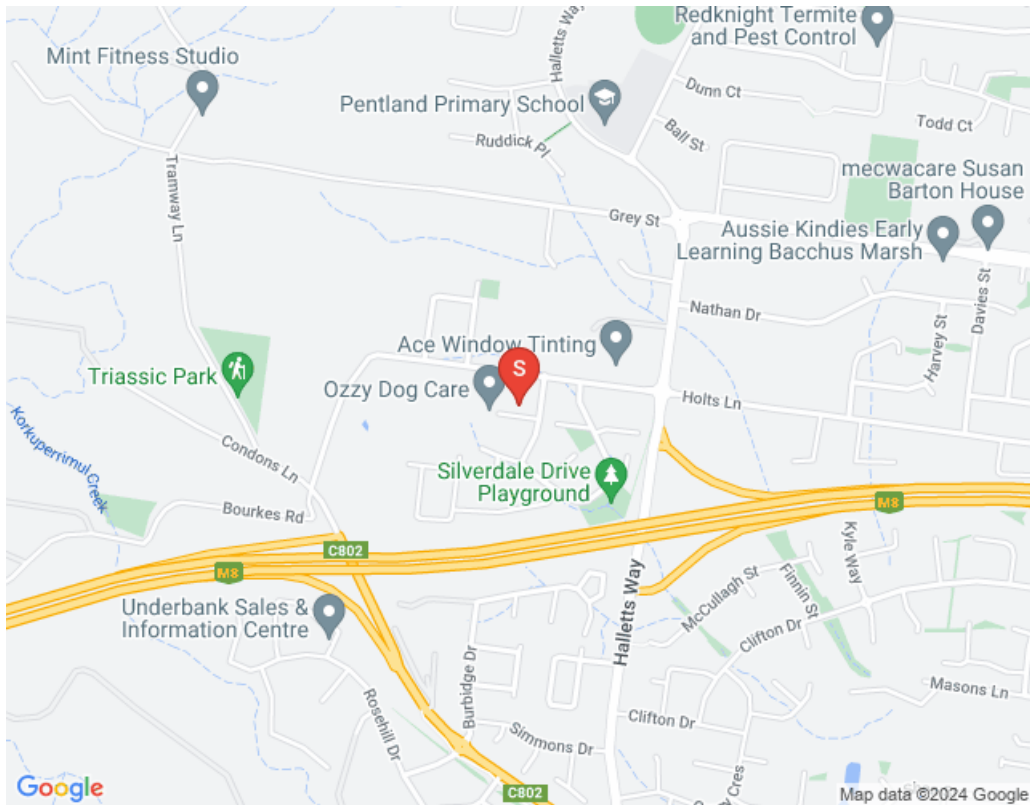 Redknight Termite
and Pest Control
Mint Fitness Studio
Halletts Way
Pentland Primary School
Dunn Ct
Todd Ct
Ball St
Ruddick Pl
Tramway Ln
mecwacare Susan
Barton House
Grey St
Aussie Kindies Early
Learning Bacchus Marsh
Davies St
Nathan Dr
Harvey St
Ace Window Tinting
S
Triassic Park
Ozzy Dog Care
Holts Ln
Korkuperrimul Creek
Condons Ln
Silverdale Drive
Playground
Bourkes Rd
M8
C802
M8
Kyle Way
Halletts Way
McCullagh St
Finnin St
Underbank Sales &
Information Centre
Clifton Dr
Burbidge Dr
Rosehill Dr
Masons Ln
Clifton Dr
Simmons Dr
Cres
C802
Google
Map data ©2024 Google